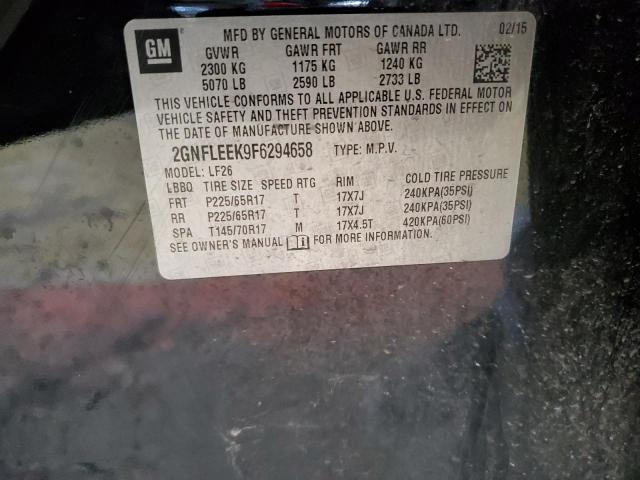 GM
MFD BY GENERAL MOTORS OF CANADA LTD. 02/15
GVWR GAWR FRT GAWR RR
2300 KG 1175 KG 1240 KG
5070 LB 2590 LB 2733 LB
THIS VEHICLE CONFORMS TO ALL APPLICABLE U.S. FEDERAL MOTOR
VEHICLE SAFETY AND THEFT PREVENTION STANDARDS IN EFFECT ON
THE DATE OF MANUFACTURE SHOWN ABOVE.
2GNFLEEK9F6294658 TYPE: M.P.V.
MODEL: LF26
LBBQ TIRE SIZE SPEED RTG RIM COLD TIRE PRESSURE
FRT P225/65R17 T 17X7J 240KPA(35PSI)
RR P225/65R17 T 17X7J 240KPA(35PSI)
SPA T145/70R17 M 17X4.5T 420KPA(60PSI)
SEE OWNER'S MANUAL FOR MORE INFORMATION.